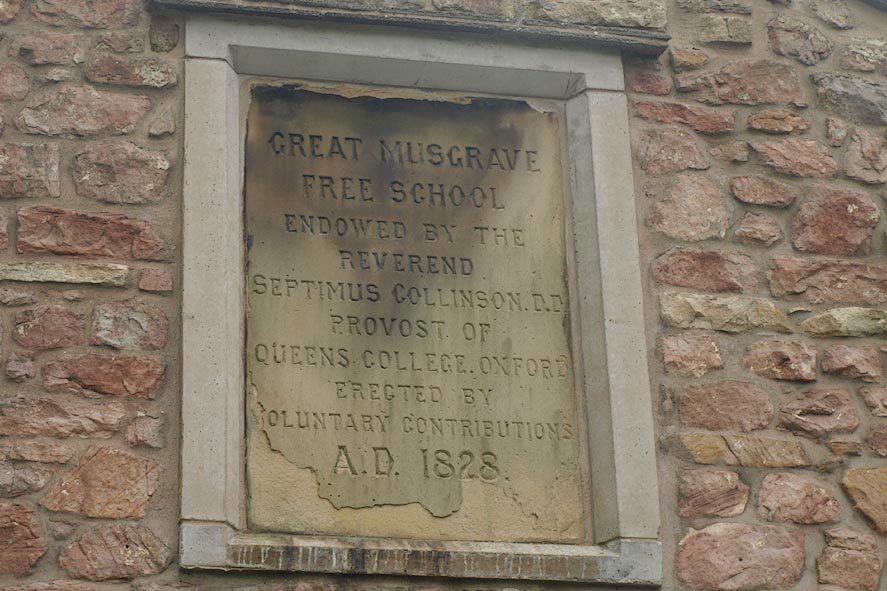 GREAT MUSGRAVE
FREE SCHOOL
ENDOWED BY THE
REVEREND
SEPTIMUS COLLINSON. D.D
PROVOST. OF
QUEENS COLLEGE. OXFORD
ERECTED BY
VOLUNTARY CONTRIBUTIONS
A.D. 1828